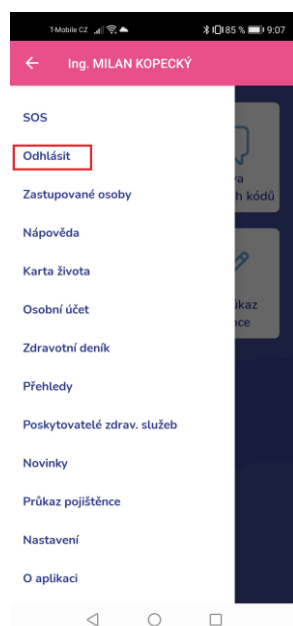 T-Mobile CZ 85 % 9:07
Ing. MILAN KOPECKÝ
SOS
Odhlásit
Zastupované osoby
Nápověda
Karta života
Osobní účet
Zdravotní deník
Přehledy
Poskytovatelé zdrav. služeb
Novinky
Průkaz pojištěnce
Nastavení
O aplikaci
h kódů